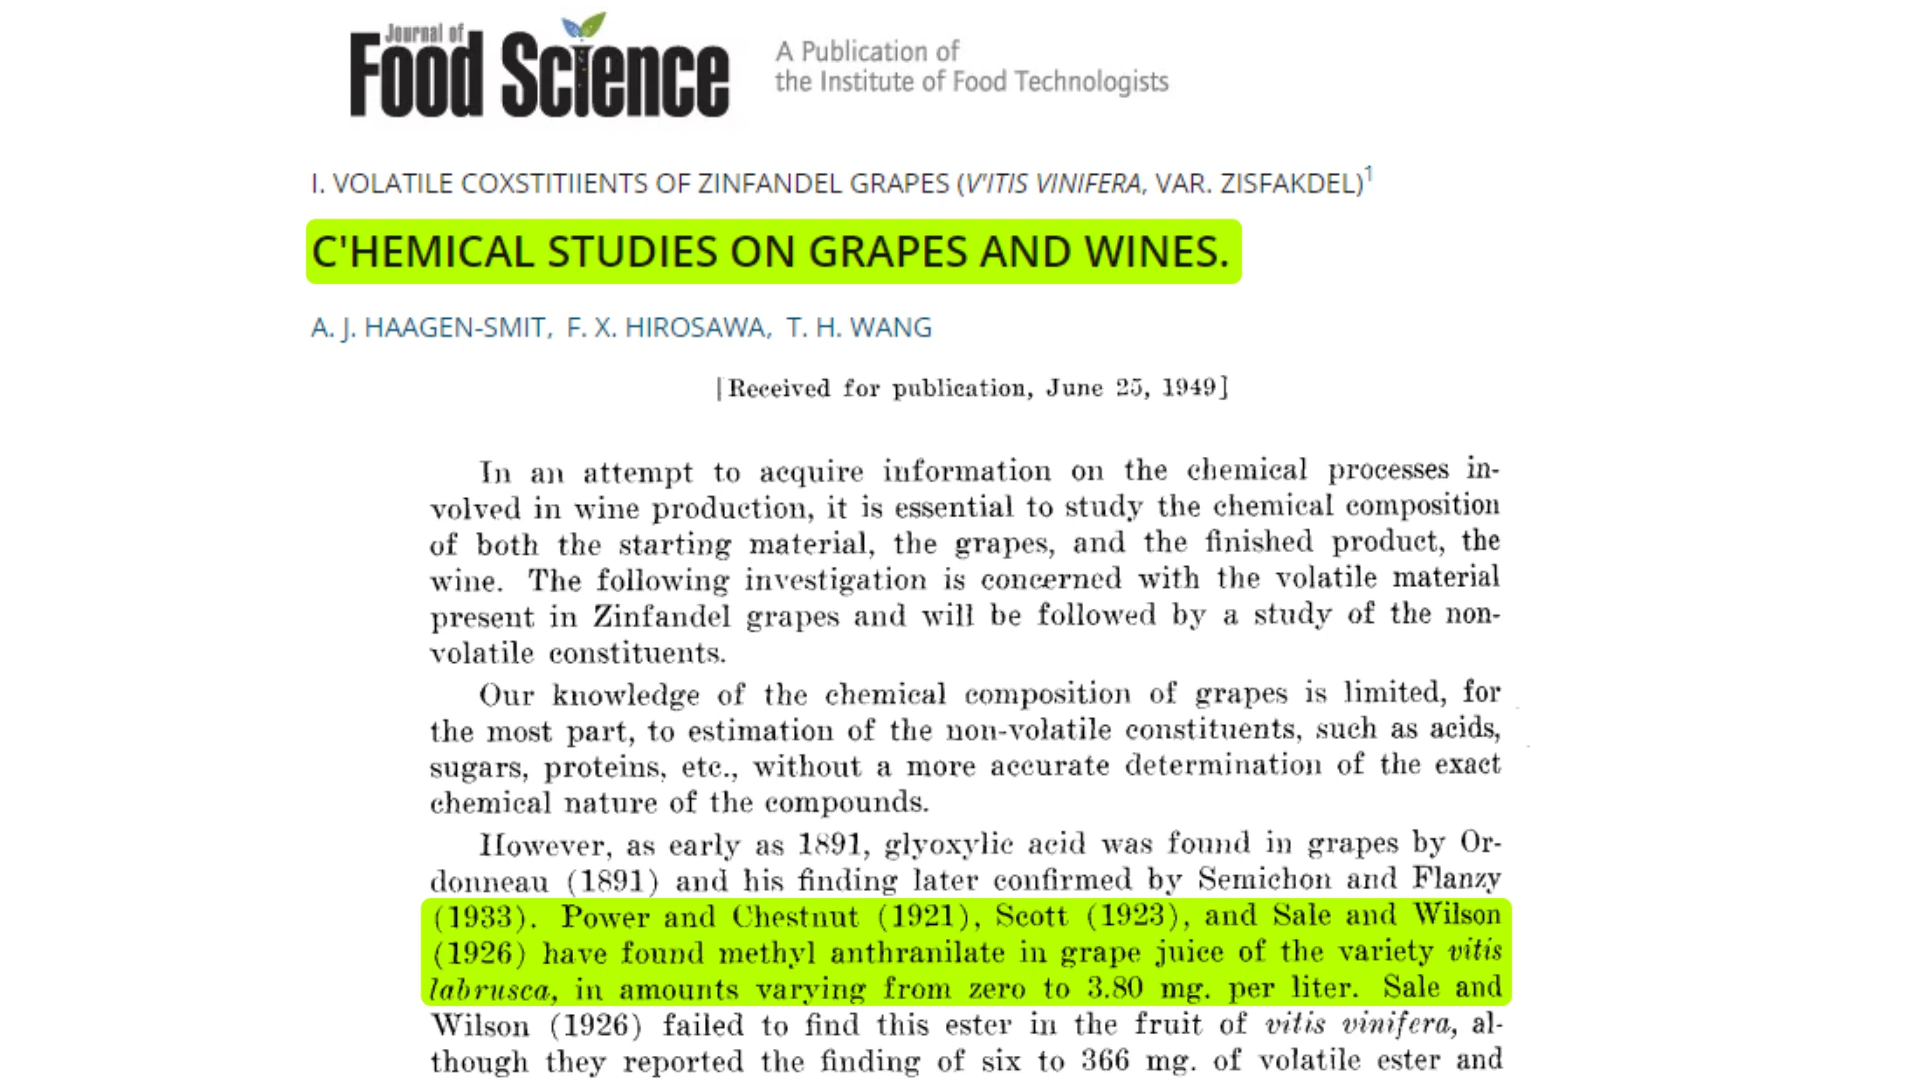 Journal of
Food Science
A Publication of
the Institute of Food Technologists
I. VOLATILE COXSTITIIENTS OF ZINFANDEL GRAPES (V'ITIS VINIFERA, VAR. ZISFAKDEL)1
C'HEMICAL STUDIES ON GRAPES AND WINES.
A. J. HAAGEN-SMIT, F. X. HIROSAWA, T. H. WANG
[Received for publication, June 25, 1949]
In an attempt to acquire information on the chemical processes in-
volved in wine production, it is essential to study the chemical composition
of both the starting material, the grapes, and the finished product, the
wine. The following investigation is concerned with the volatile material
present in Zinfandel grapes and will be followed by a study of the non-
volatile constituents.
Our knowledge of the chemical composition of grapes is limited, for
the most part, to estimation of the non-volatile constituents, such as acids,
sugars, proteins, etc., without a more accurate determination of the exact
chemical nature of the compounds.
However, as early as 1891, glyoxylic acid was found in grapes by Or-
donneau (1891) and his finding later confirmed by Semichon and Flanzy
(1933). Power and Chestnut (1921), Scott (1923), and Sale and Wilson
(1926) have found methyl anthranilate in grape juice of the variety vitis
labrusca, in amounts varying from zero to 3.80 mg. per liter. Sale and
Wilson (1926) failed to find this ester in the fruit of vitis vinifera, al-
though they reported the finding of six to 366 mg. of volatile ester and